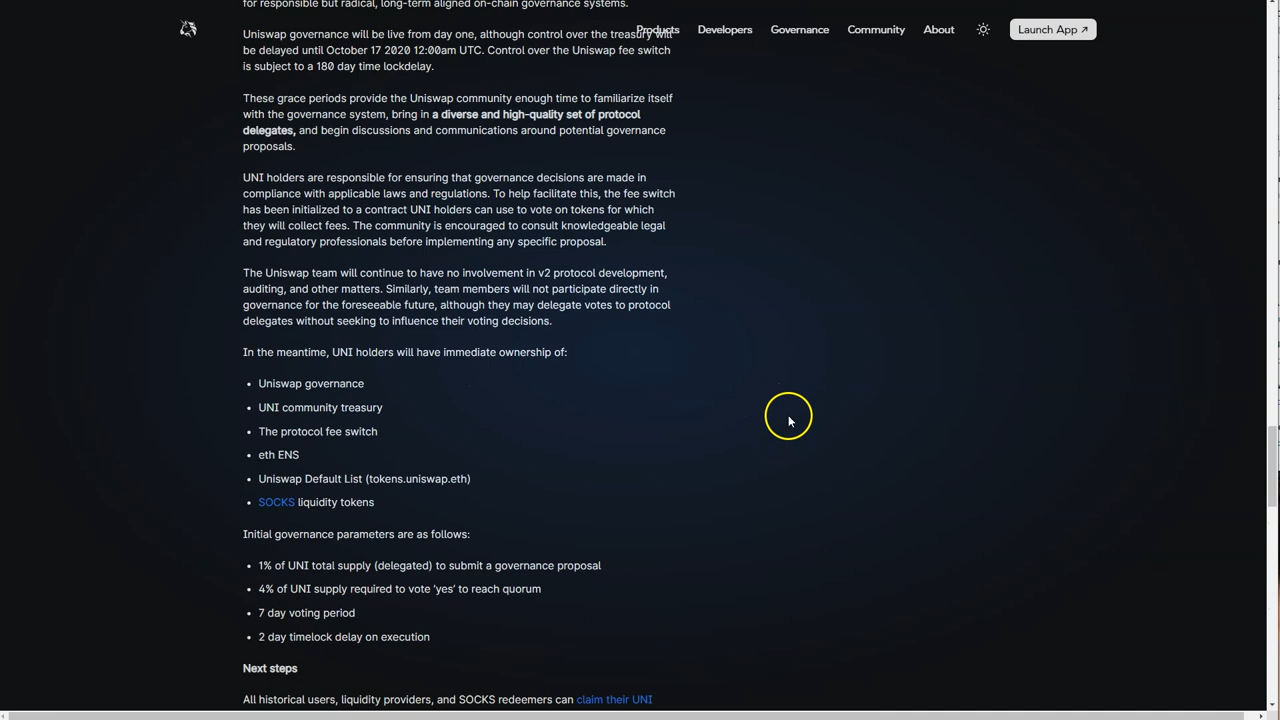 for responsible but radical, long-term aligned on-chain governance systems.
Products Developers Governance Community About Launch App ↗
Uniswap governance will be live from day one, although control over the treasury will
be delayed until October 17 2020 12:00am UTC. Control over the Uniswap fee switch
is subject to a 180 day time lockdelay.
These grace periods provide the Uniswap community enough time to familiarize itself
with the governance system, bring in a diverse and high-quality set of protocol
delegates, and begin discussions and communications around potential governance
proposals.
UNI holders are responsible for ensuring that governance decisions are made in
compliance with applicable laws and regulations. To help facilitate this, the fee switch
has been initialized to a contract UNI holders can use to vote on tokens for which
they will collect fees. The community is encouraged to consult knowledgeable legal
and regulatory professionals before implementing any specific proposal.
The Uniswap team will continue to have no involvement in v2 protocol development,
auditing, and other matters. Similarly, team members will not participate directly in
governance for the foreseeable future, although they may delegate votes to protocol
delegates without seeking to influence their voting decisions.
In the meantime, UNI holders will have immediate ownership of:
• Uniswap governance
• UNI community treasury
• The protocol fee switch
• eth ENS
• Uniswap Default List (tokens.uniswap.eth)
• SOCKS liquidity tokens
Initial governance parameters are as follows:
• 1% of UNI total supply (delegated) to submit a governance proposal
• 4% of UNI supply required to vote ‘yes’ to reach quorum
• 7 day voting period
• 2 day timelock delay on execution
Next steps
All historical users, liquidity providers, and SOCKS redeemers can claim their UNI